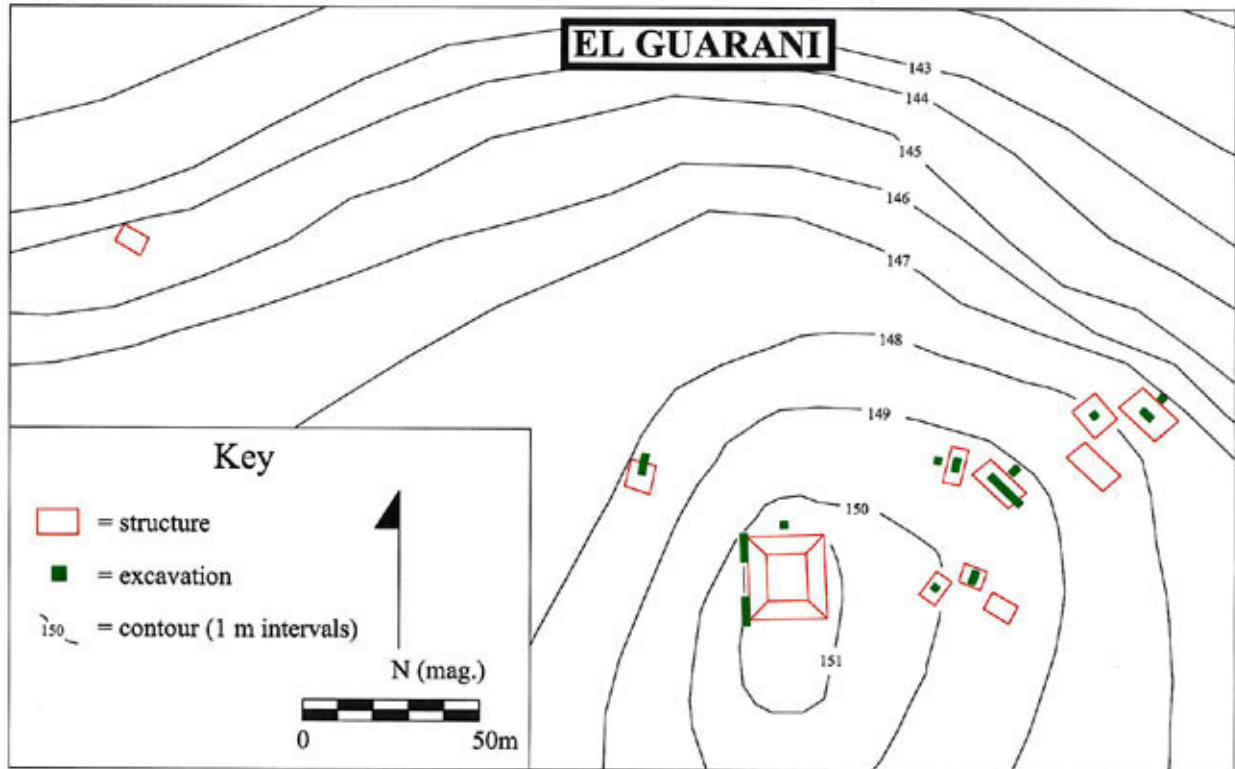 EL GUARANI
143
144
145
146
147
148
149
150
151
Key
= structure
= excavation
150 = contour (1 m intervals)
N (mag.)
0 50m